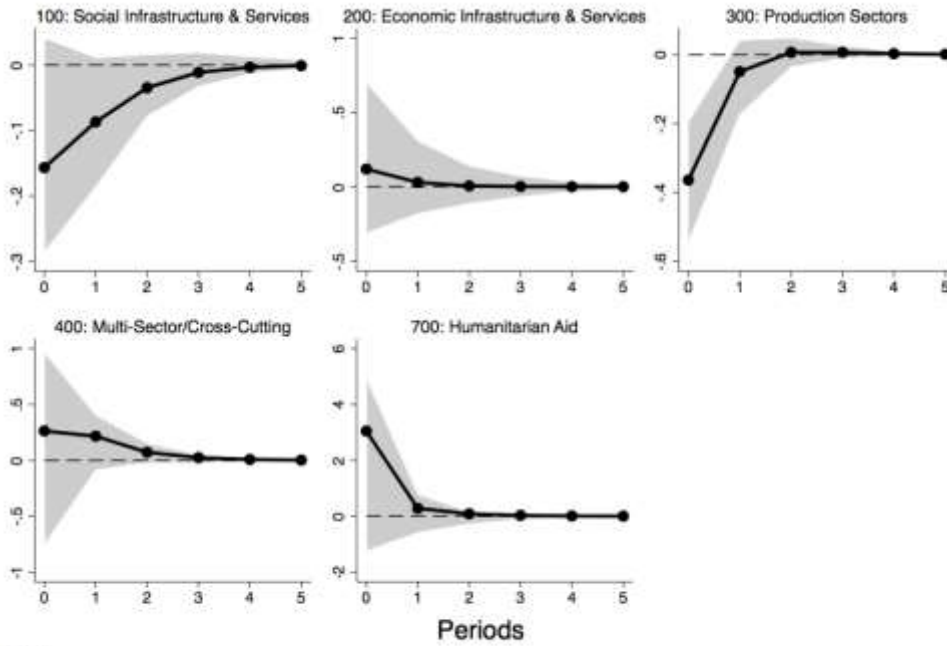 100: Social Infrastructure & Services
0
-.1
-.2
-.3
0 1 2 3 4 5
200: Economic Infrastructure & Services
1
.5
0
-.5
0 1 2 3 4 5
300: Production Sectors
0
-.2
-.4
-.6
0 1 2 3 4 5
400: Multi-Sector/Cross-Cutting
1
.5
0
-.5
-1
0 1 2 3 4 5
700: Humanitarian Aid
6
4
2
0
-2
0 1 2 3 4 5
Periods